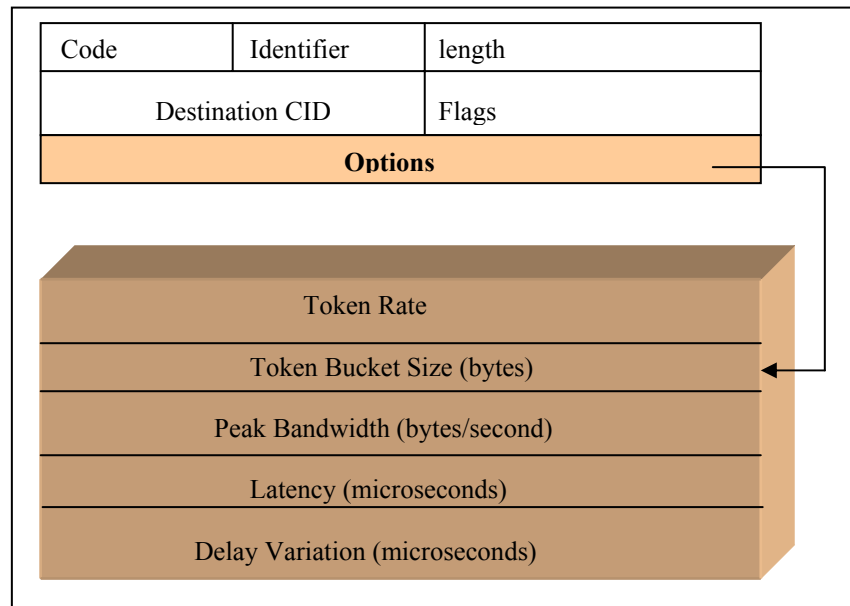 Code Identifier length
Destination CID Flags
Options
Token Rate
Token Bucket Size (bytes)
Peak Bandwidth (bytes/second)
Latency (microseconds)
Delay Variation (microseconds)